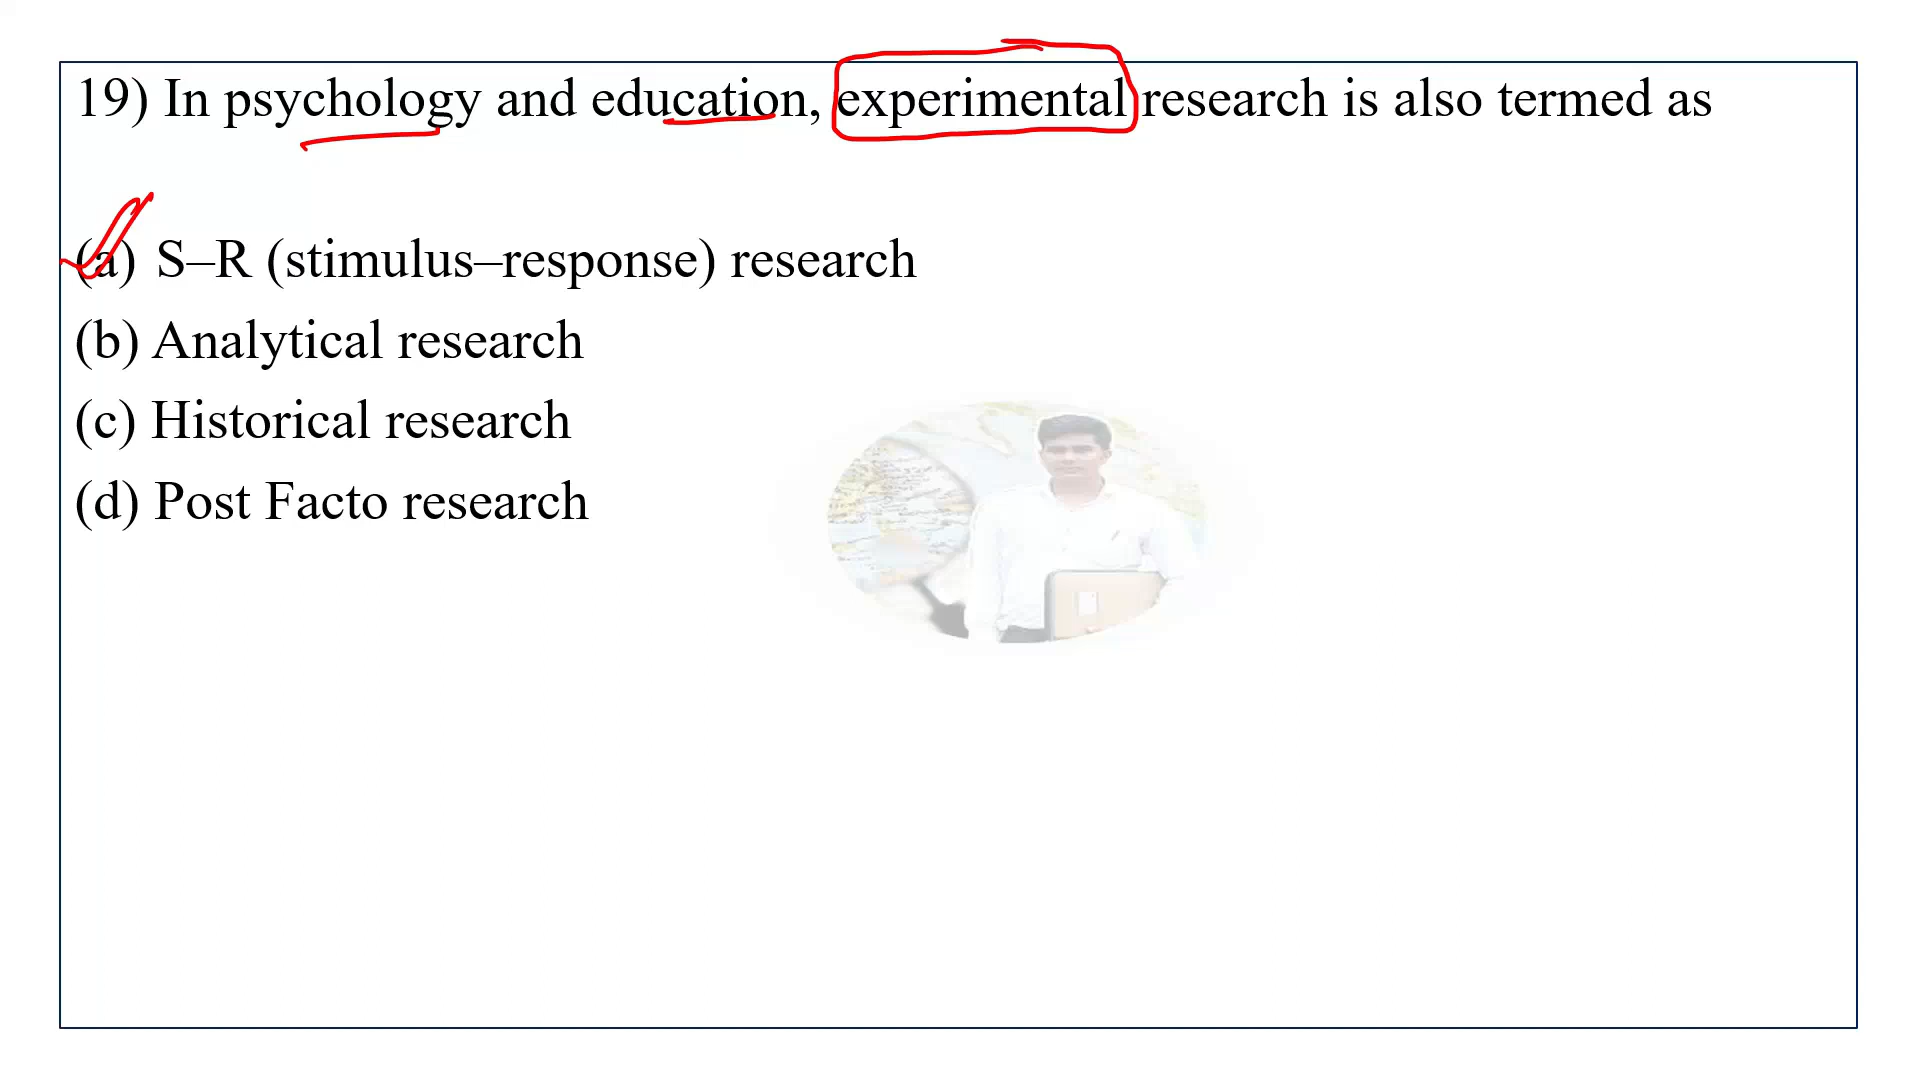 19) In psychology and education, experimental research is also termed as
(a) S–R (stimulus–response) research
(b) Analytical research
(c) Historical research
(d) Post Facto research